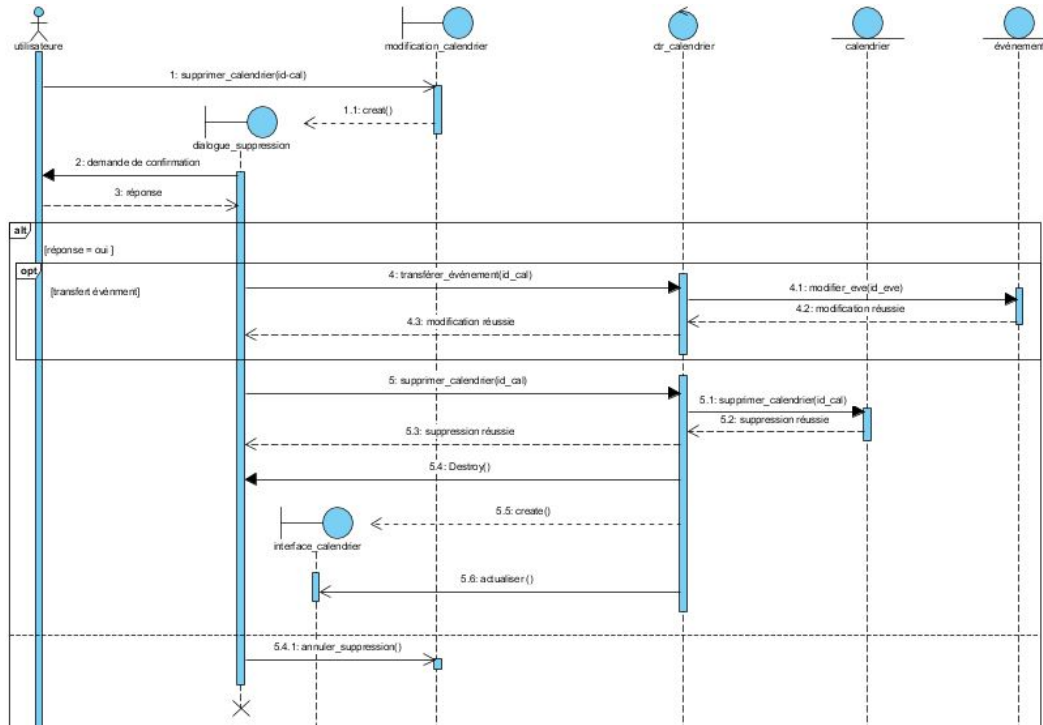 utilisateure
modification_calendrier
ctr_calendrier
calendrier
événement
1: supprimer_calendrier(id-cal)
1.1: creat()
dialogue_suppression
2: demande de confirmation
3: réponse
alt
[réponse = oui ]
opt
[transfert événment]
4: transférer_événement(id_cal)
4.1: modifier_eve(id_eve)
4.2: modification réussie
4.3: modification réussie
5: supprimer_calendrier(id_cal)
5.1: supprimer_calendrier(id_cal)
5.2: suppression réussie
5.3: suppression réussie
5.4: Destroy()
5.5: create()
interface_calendrier
5.6: actualiser ()
5.4.1: annuler_suppression()